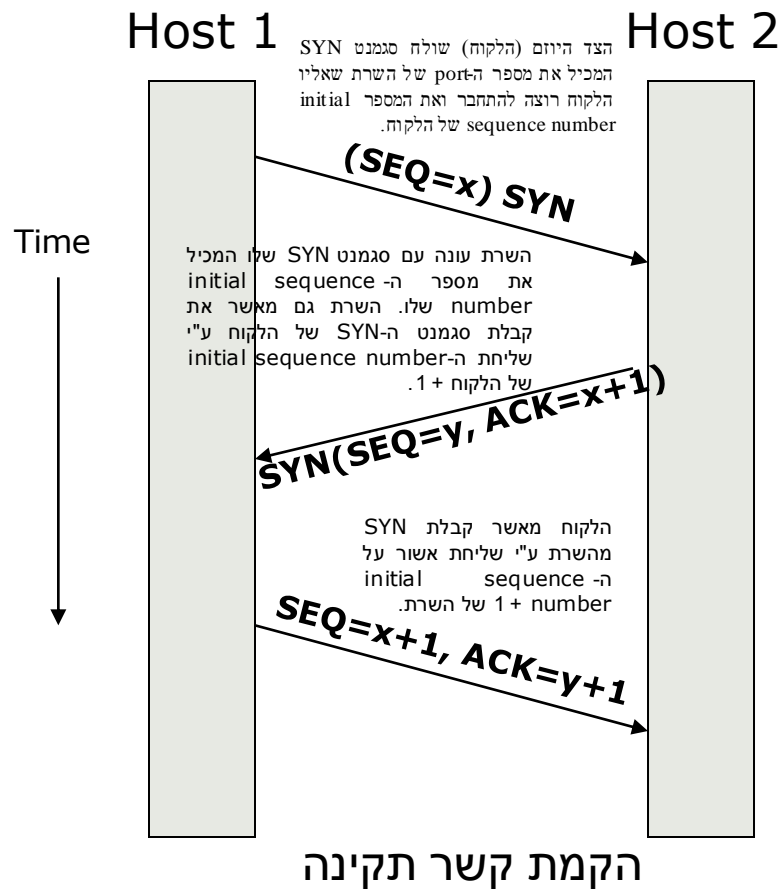 Host 1
Host 2
הצד היוזם (הלקוח) שולח סגמנט SYN
המכיל את מספר ה-port של השרת שאליו
הלקוח רוצה להתחבר ואת המספר initial
sequence number של הלקוח.
(SEQ=x) SYN
Time
השרת עונה עם סגמנט SYN שלו המכיל
את מספר ה- initial sequence
number שלו. השרת גם מאשר את
קבלת סגמנט ה-SYN של הלקוח ע"י
שליחת ה-initial sequence number
של הלקוח + 1.
SYN(SEQ=y, ACK=x+1)
הלקוח מאשר קבלת SYN
מהשרת ע"י שליחת אשור על
ה- initial sequence
number + 1 של השרת.
SEQ=x+1, ACK=y+1
הקמת קשר תקינה